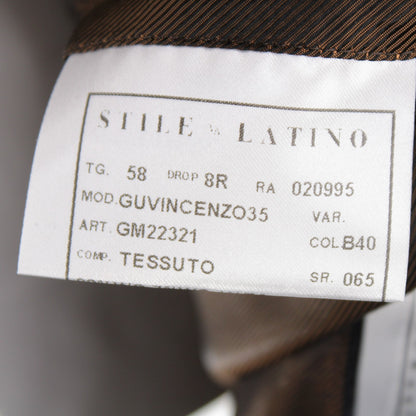 STILE LATINO
TG. 58 DROP 8R RA 020995
MOD. GUVINCENZO35 VAR.
ART. GM22321 COL. B40
COMP. TESSUTO SR. 065